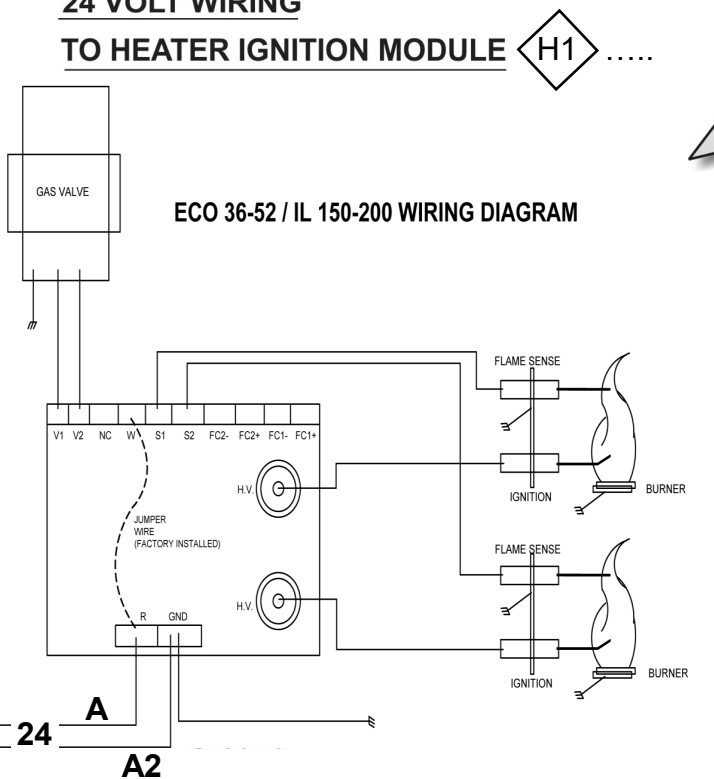 24 VOLT WIRING
TO HEATER IGNITION MODULE H1 .....
GAS VALVE
ECO 36-52 / IL 150-200 WIRING DIAGRAM
FLAME SENSE
V1 V2 NC W S1 S2 FC2- FC2+ FC1- FC1+
H.V.
IGNITION
BURNER
JUMPER
WIRE
(FACTORY INSTALLED)
FLAME SENSE
H.V.
R GND
IGNITION
BURNER
A
24
A2